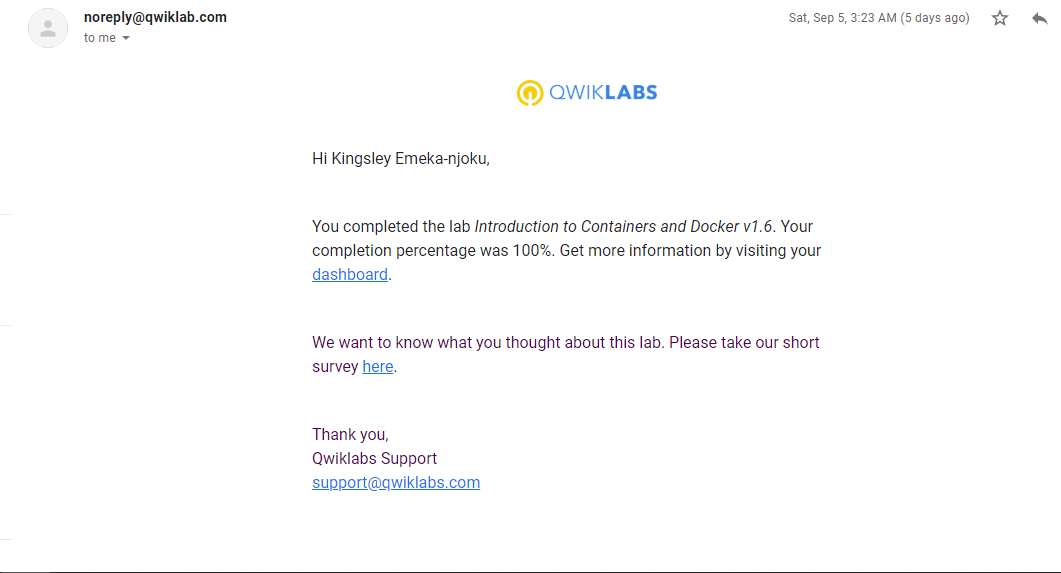 noreply@qwiklab.com
Sat, Sep 5, 3:23 AM (5 days ago)
to me
QWIKLABS
Hi Kingsley Emeka-njoku,
You completed the lab Introduction to Containers and Docker v1.6. Your
completion percentage was 100%. Get more information by visiting your
dashboard.
We want to know what you thought about this lab. Please take our short
survey here.
Thank you,
Qwiklabs Support
support@qwiklabs.com